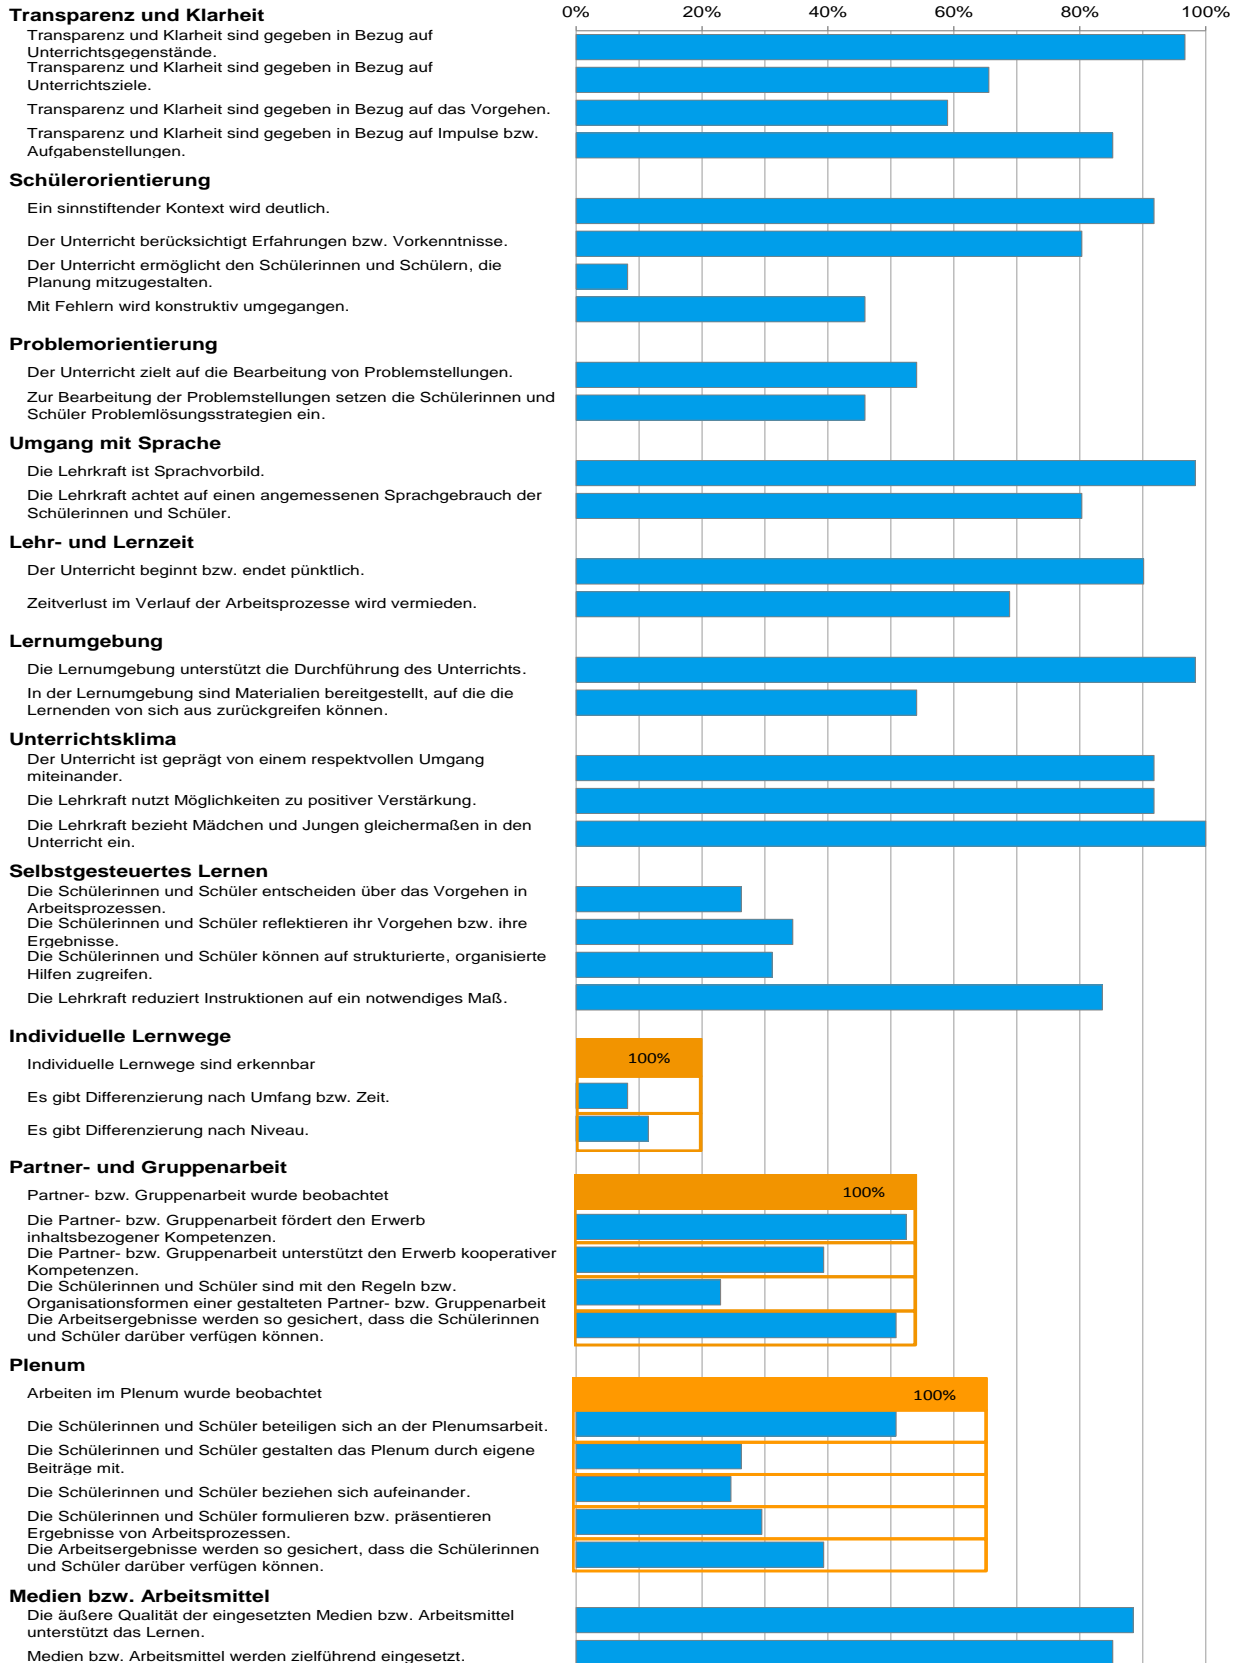 Transparenz und Klarheit
0% 20% 40% 60% 80% 100%
Transparenz und Klarheit sind gegeben in Bezug auf
Unterrichtsgegenstände.
Transparenz und Klarheit sind gegeben in Bezug auf
Unterrichtsziele.
Transparenz und Klarheit sind gegeben in Bezug auf das Vorgehen.
Transparenz und Klarheit sind gegeben in Bezug auf Impulse bzw.
Aufgabenstellungen.
Schülerorientierung
Ein sinnstiftender Kontext wird deutlich.
Der Unterricht berücksichtigt Erfahrungen bzw. Vorkenntnisse.
Der Unterricht ermöglicht den Schülerinnen und Schülern, die
Planung mitzugestalten.
Mit Fehlern wird konstruktiv umgegangen.
Problemorientierung
Der Unterricht zielt auf die Bearbeitung von Problemstellungen.
Zur Bearbeitung der Problemstellungen setzen die Schülerinnen und
Schüler Problemlösungsstrategien ein.
Umgang mit Sprache
Die Lehrkraft ist Sprachvorbild.
Die Lehrkraft achtet auf einen angemessenen Sprachgebrauch der
Schülerinnen und Schüler.
Lehr- und Lernzeit
Der Unterricht beginnt bzw. endet pünktlich.
Zeitverlust im Verlauf der Arbeitsprozesse wird vermieden.
Lernumgebung
Die Lernumgebung unterstützt die Durchführung des Unterrichts.
In der Lernumgebung sind Materialien bereitgestellt, auf die die
Lernenden von sich aus zurückgreifen können.
Unterrichtsklima
Der Unterricht ist geprägt von einem respektvollen Umgang
miteinander.
Die Lehrkraft nutzt Möglichkeiten zu positiver Verstärkung.
Die Lehrkraft bezieht Mädchen und Jungen gleichermaßen in den
Unterricht ein.
Selbstgesteuertes Lernen
Die Schülerinnen und Schüler entscheiden über das Vorgehen in
Arbeitsprozessen.
Die Schülerinnen und Schüler reflektieren ihr Vorgehen bzw. ihre
Ergebnisse.
Die Schülerinnen und Schüler können auf strukturierte, organisierte
Hilfen zugreifen.
Die Lehrkraft reduziert Instruktionen auf ein notwendiges Maß.
Individuelle Lernwege
Individuelle Lernwege sind erkennbar
100%
Es gibt Differenzierung nach Umfang bzw. Zeit.
Es gibt Differenzierung nach Niveau.
Partner- und Gruppenarbeit
Partner- bzw. Gruppenarbeit wurde beobachtet
100%
Die Partner- bzw. Gruppenarbeit fördert den Erwerb
inhaltsbezogener Kompetenzen.
Die Partner- bzw. Gruppenarbeit unterstützt den Erwerb kooperativer
Kompetenzen.
Die Schülerinnen und Schüler sind mit den Regeln bzw.
Organisationsformen einer gestalteten Partner- bzw. Gruppenarbeit
Die Arbeitsergebnisse werden so gesichert, dass die Schülerinnen
und Schüler darüber verfügen können.
Plenum
Arbeiten im Plenum wurde beobachtet
100%
Die Schülerinnen und Schüler beteiligen sich an der Plenumsarbeit.
Die Schülerinnen und Schüler gestalten das Plenum durch eigene
Beiträge mit.
Die Schülerinnen und Schüler beziehen sich aufeinander.
Die Schülerinnen und Schüler formulieren bzw. präsentieren
Ergebnisse von Arbeitsprozessen.
Die Arbeitsergebnisse werden so gesichert, dass die Schülerinnen
und Schüler darüber verfügen können.
Medien bzw. Arbeitsmittel
Die äußere Qualität der eingesetzten Medien bzw. Arbeitsmittel
unterstützt das Lernen.
Medien bzw. Arbeitsmittel werden zielführend eingesetzt.